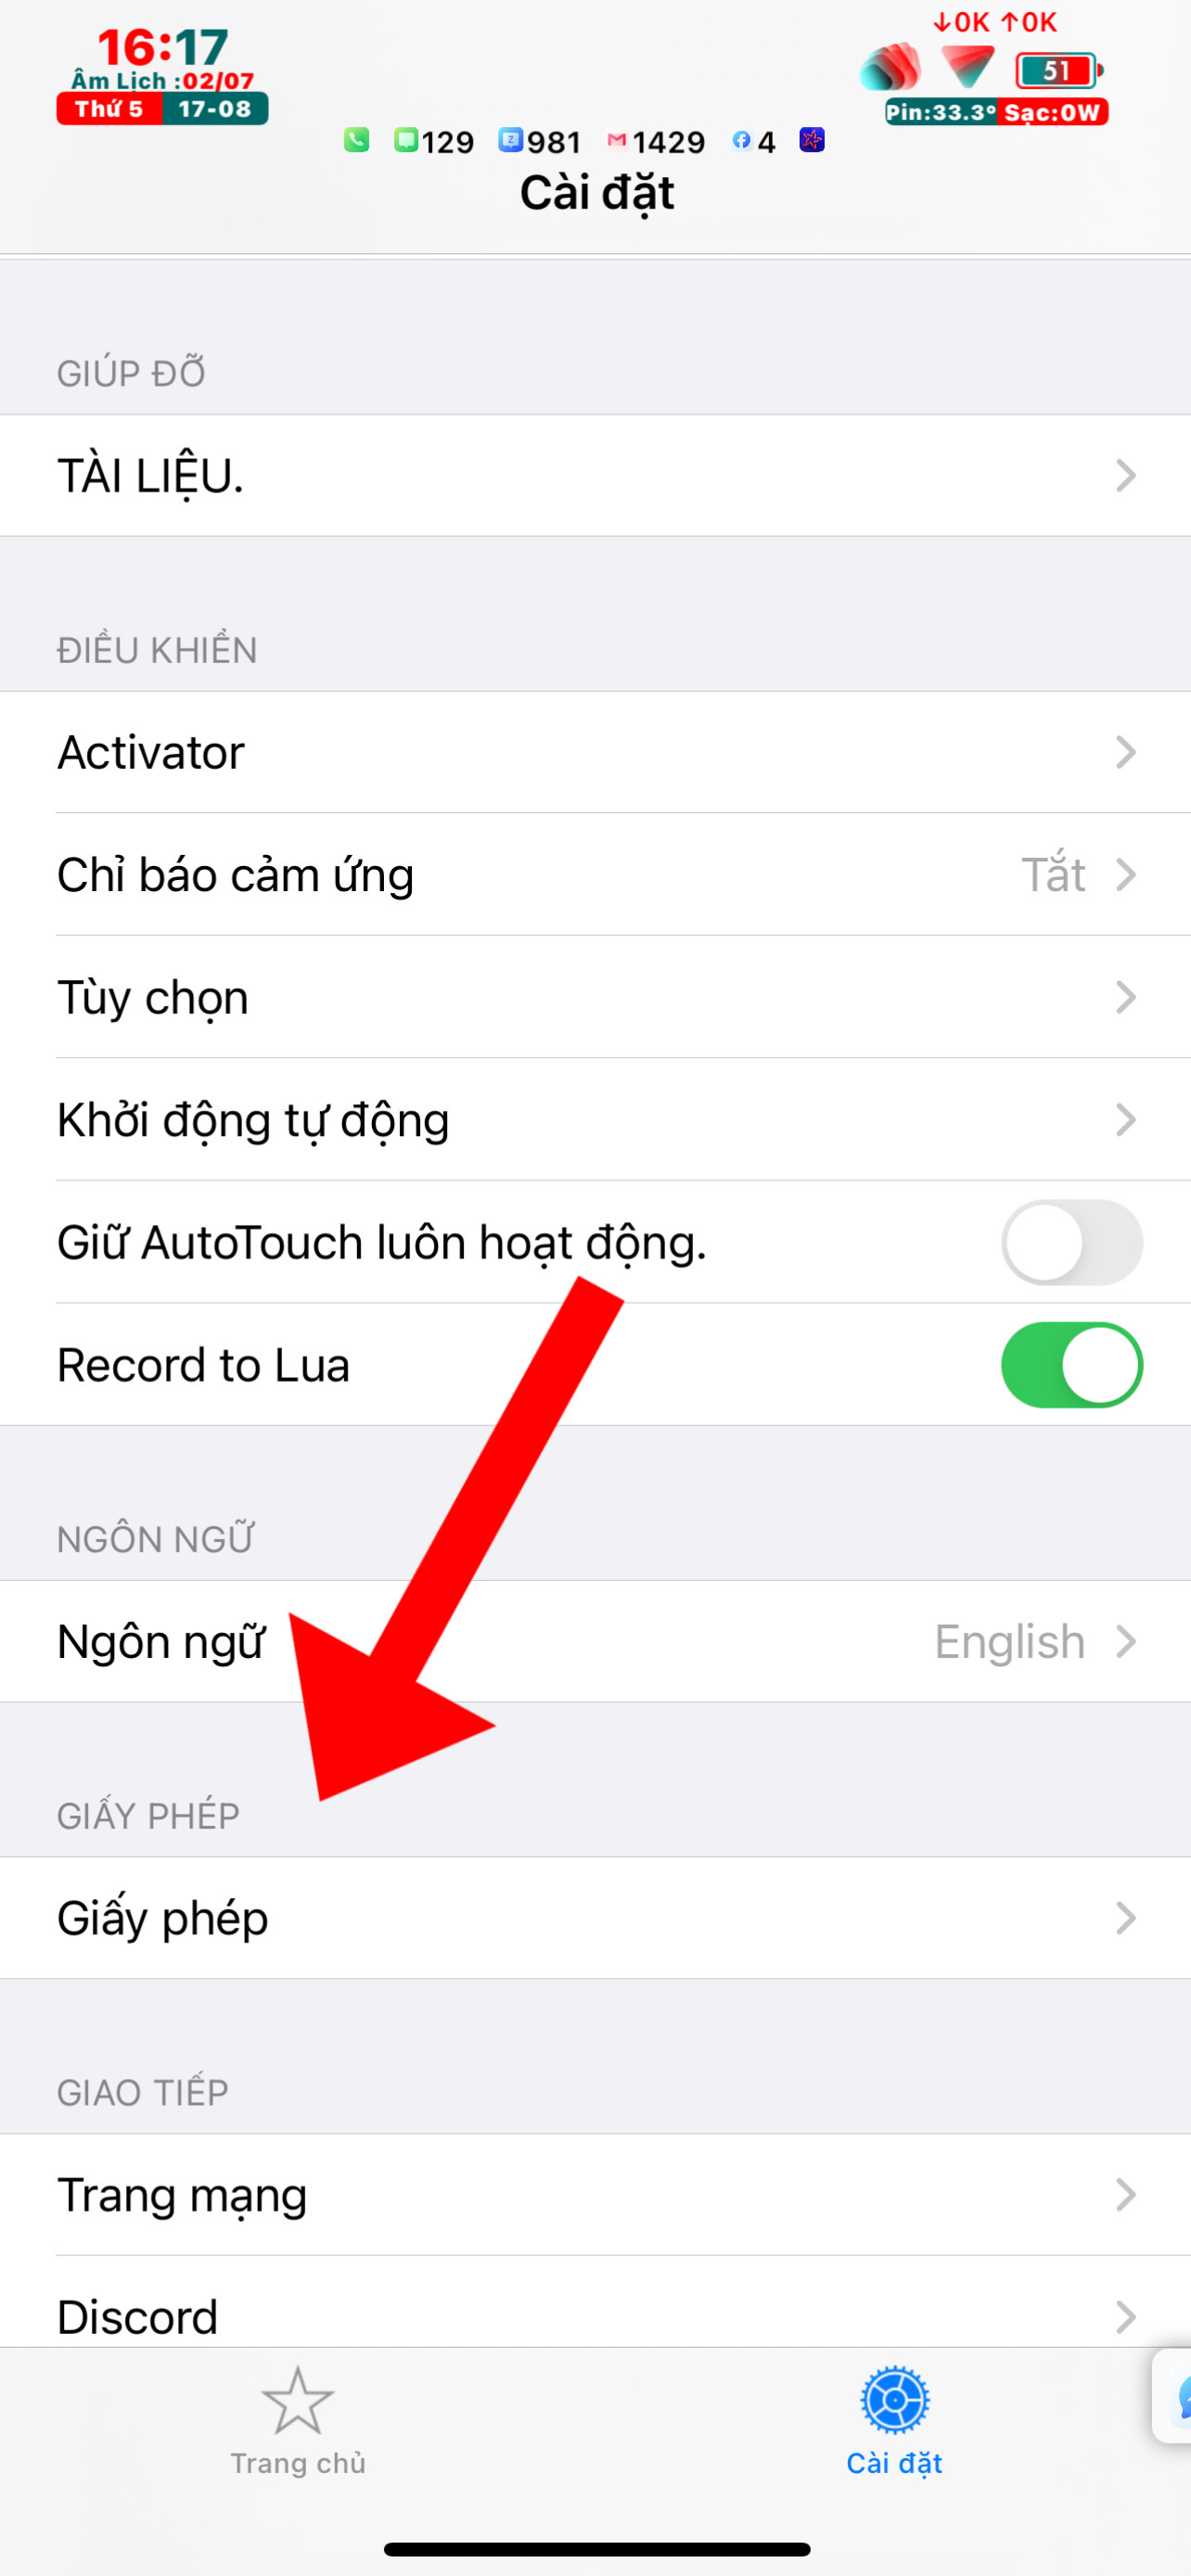 16:17
↓0K ↑0K
Âm Lịch :02/07
51
Thứ 5 17-08
Pin:33.3° Sạc:0W
129 981 1429 4
Cài đặt
GIÚP ĐỠ
TÀI LIỆU.
ĐIỀU KHIỂN
Activator
Chỉ báo cảm ứng Tắt
Tùy chọn
Khởi động tự động
Giữ AutoTouch luôn hoạt động.
Record to Lua
NGÔN NGỮ
Ngôn ngữ English
GIẤY PHÉP
Giấy phép
GIAO TIẾP
Trang mạng
Discord
Trang chủ Cài đặt